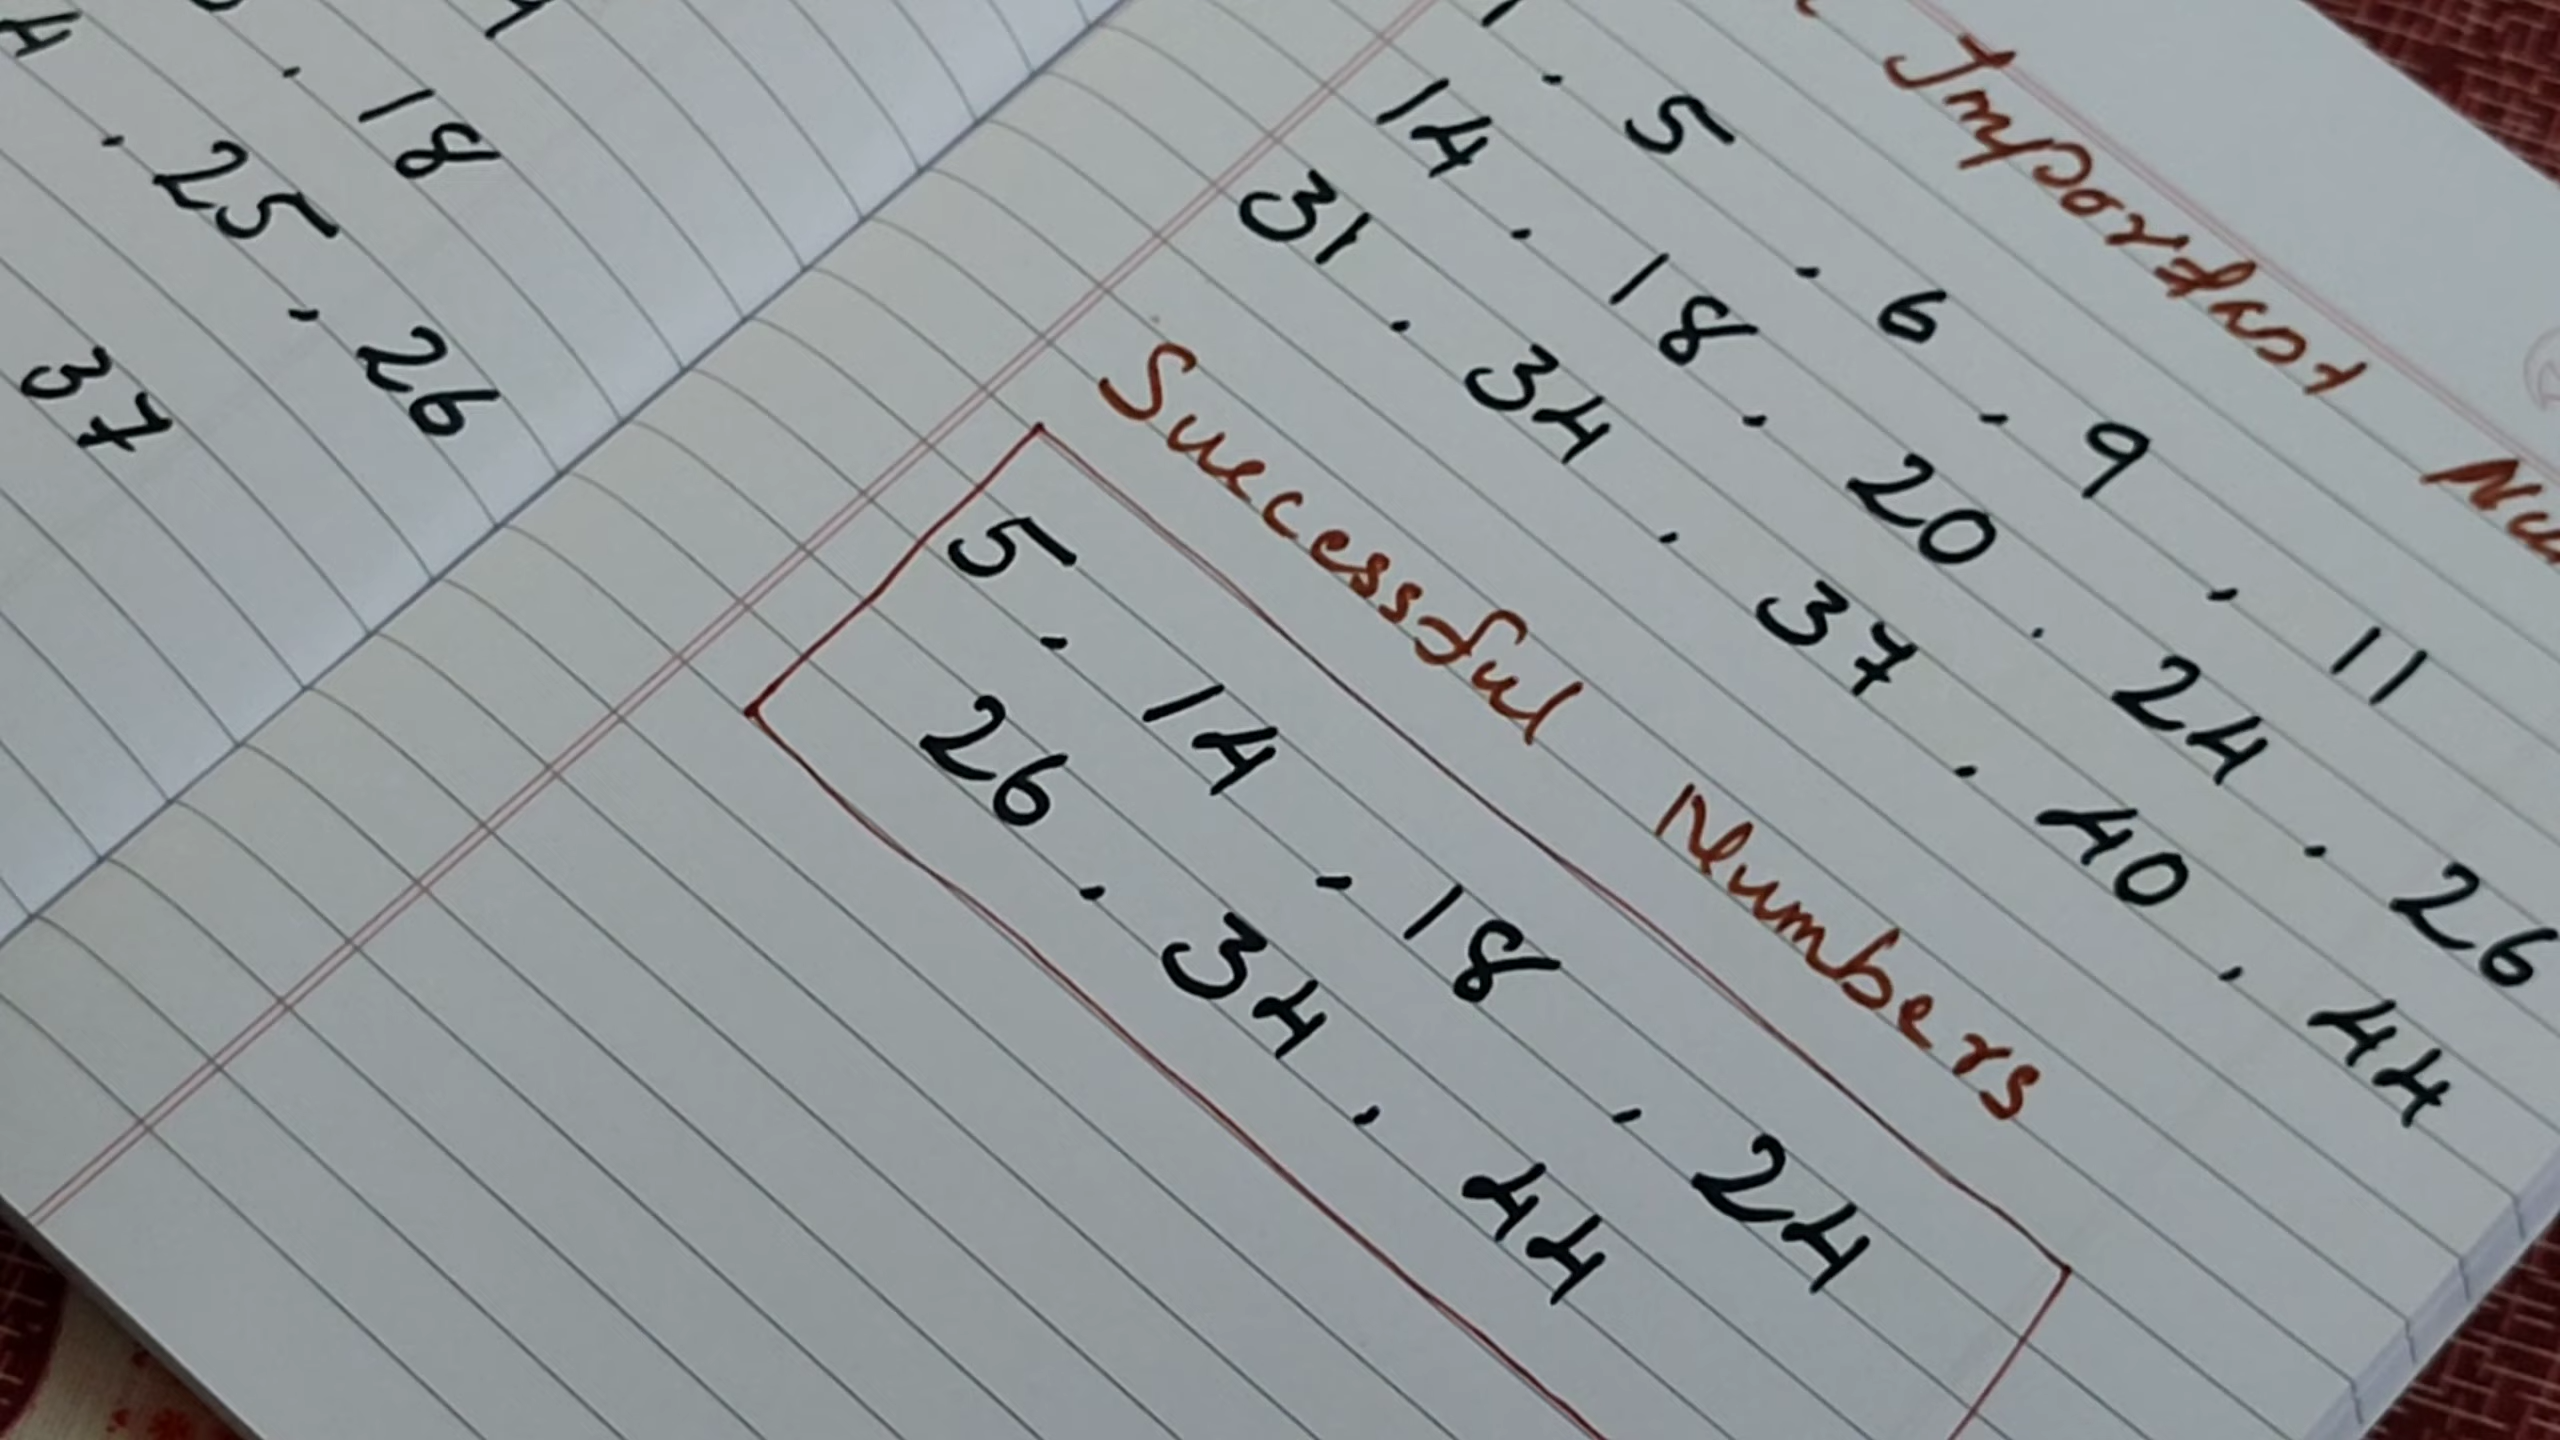 18
25 . 26
37
Important
. 5 . 6 . 9 . 11
14 . 18 . 20 . 24 . 26
31 . 34 . 37 . 40 . 44
Successful Numbers
5 . 14 . 18 . 24
26 . 34 . 44